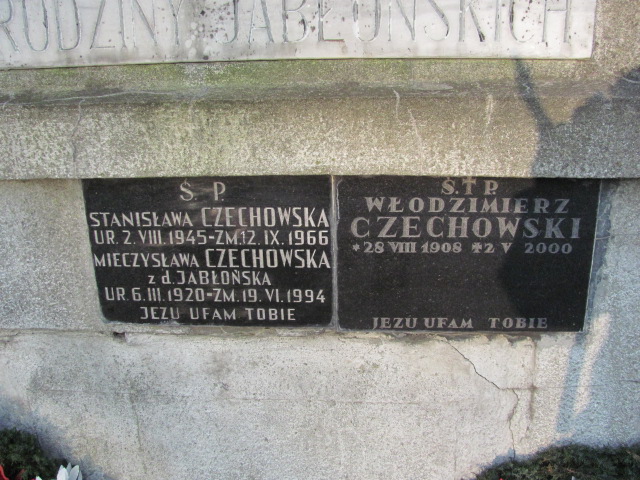 RODZINY JABŁOŃSKICH
Ś. P.
STANISŁAWA CZECHOWSKA
UR. 2. VIII. 1945-ZM.12. IX. 1966
MIECZYSŁAWA CZECHOWSKA
z d. JABŁOŃSKA
UR. 6. III. 1920-ZM. 19. VI. 1994
JEZU UFAM TOBIE
Ś.†P.
WŁODZIMIERZ
CZECHOWSKI
*28 VIII 1908 ✝2 V 2000
JEZU UFAM TOBIE